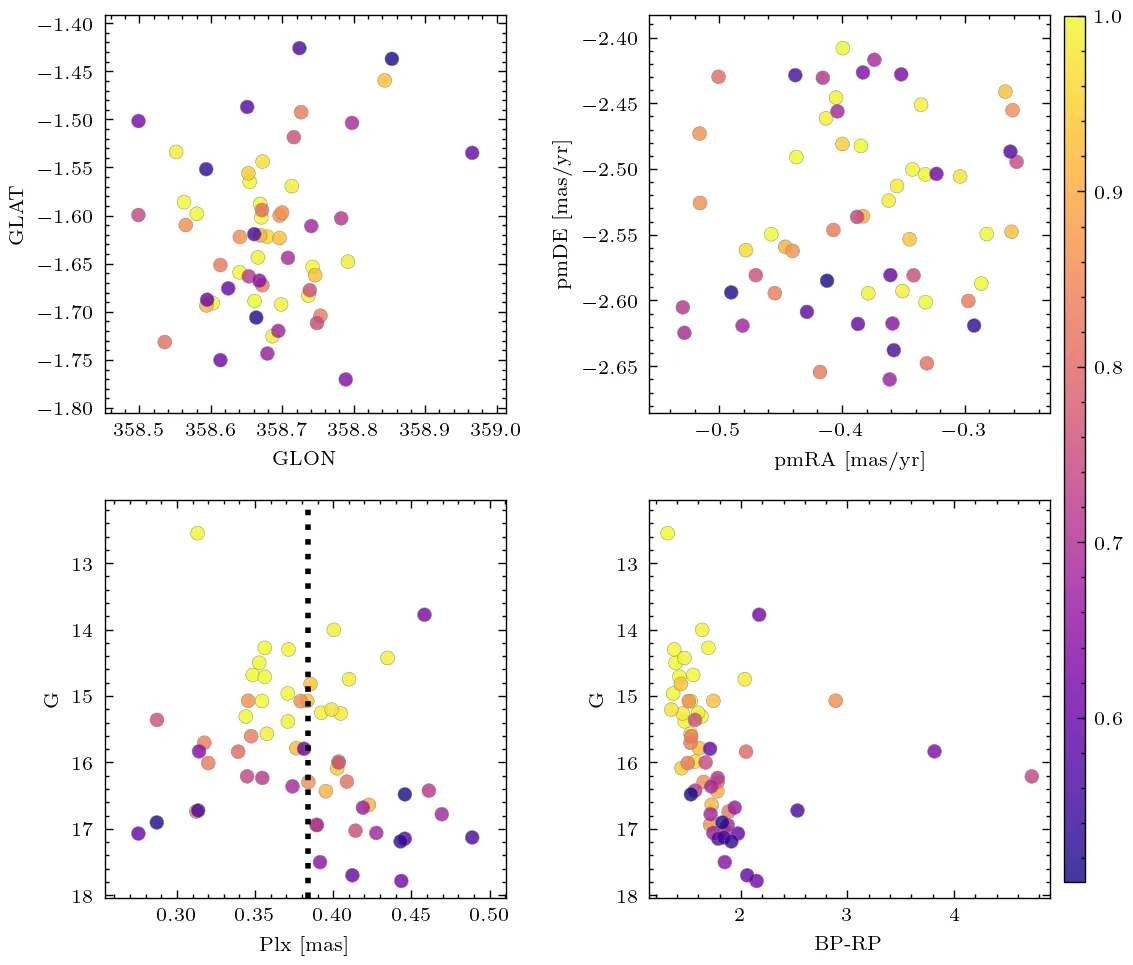 −1.40
−1.45
−1.50
−1.55
−1.60
−1.65
−1.70
−1.75
−1.80
GLAT
358.5 358.6 358.7 358.8 358.9 359.0
GLON
−2.40
−2.45
−2.50
−2.55
−2.60
−2.65
pmDE [mas/yr]
−0.5 −0.4 −0.3
pmRA [mas/yr]
13
14
15
16
17
18
G
0.30 0.35 0.40 0.45 0.50
Plx [mas]
13
14
15
16
17
18
G
2 3 4
BP-RP
1.0
0.9
0.8
0.7
0.6